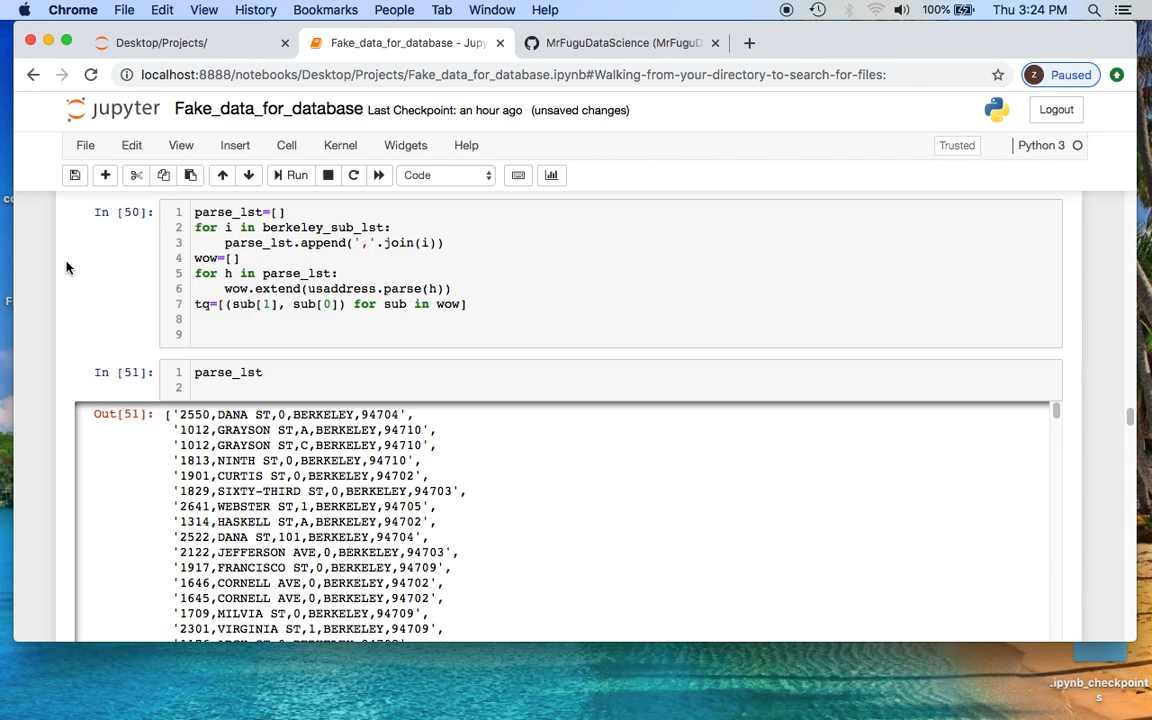 Chrome File Edit View History Bookmarks People Tab Window Help 100% Thu 3:24 PM
Desktop/Projects/ Fake_data_for_database - Jupy MrFuguDataScience (MrFuguD
localhost:8888/notebooks/Desktop/Projects/Fake_data_for_database.ipynb#Walking-from-your-directory-to-search-for-files: z Paused
jupyter Fake_data_for_database Last Checkpoint: an hour ago (unsaved changes) Logout
File Edit View Insert Cell Kernel Widgets Help Trusted Python 3
Run Code
In [50]: 1 parse_lst=[]
2 for i in berkeley_sub_lst:
3 parse_lst.append(','.join(i))
4 wow=[]
5 for h in parse_lst:
6 wow.extend(usaddress.parse(h))
7 tq=[(sub[1], sub[0]) for sub in wow]
8
9
In [51]: 1 parse_lst
2
Out[51]: ['2550,DANA ST,0,BERKELEY,94704',
'1012,GRAYSON ST,A,BERKELEY,94710',
'1012,GRAYSON ST,C,BERKELEY,94710',
'1813,NINTH ST,0,BERKELEY,94710',
'1901,CURTIS ST,0,BERKELEY,94702',
'1829,SIXTY-THIRD ST,0,BERKELEY,94703',
'2641,WEBSTER ST,1,BERKELEY,94705',
'1314,HASKELL ST,A,BERKELEY,94702',
'2522,DANA ST,101,BERKELEY,94704',
'2122,JEFFERSON AVE,0,BERKELEY,94703',
'1917,FRANCISCO ST,0,BERKELEY,94709',
'1646,CORNELL AVE,0,BERKELEY,94702',
'1645,CORNELL AVE,0,BERKELEY,94702',
'1709,MILVIA ST,0,BERKELEY,94709',
'2301,VIRGINIA ST,1,BERKELEY,94709',
.ipynb_checkpoint
s